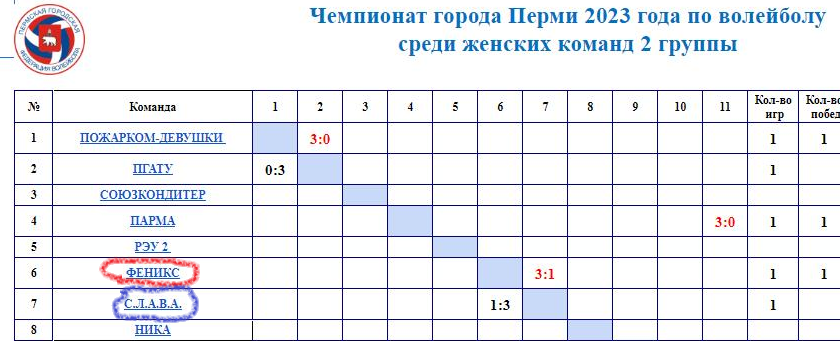 ПЕРМСКАЯ ГОРОДСКАЯ
ФЕДЕРАЦИЯ ВОЛЕЙБОЛА
Чемпионат города Перми 2023 года по волейболу
среди женских команд 2 группы
№ Команда 1 2 3 4 5 6 7 8 9 10 11 Кол-во игр Кол-во побед
1 ПОЖАРКОМ-ДЕВУШКИ 3:0 1 1
2 ПГАТУ 0:3 1
3 СОЮЗКОНДИТЕР
4 ПАРМА 3:0 1 1
5 РЭУ 2
6 ФЕНИКС 3:1 1 1
7 С.Л.А.В.А. 1:3 1
8 НИКА